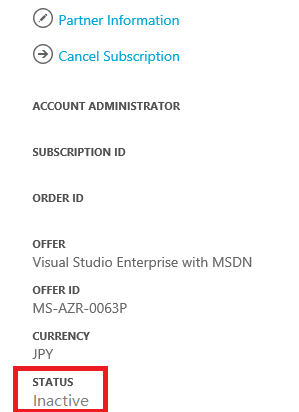 Partner Information
Cancel Subscription
ACCOUNT ADMINISTRATOR
SUBSCRIPTION ID
ORDER ID
OFFER
Visual Studio Enterprise with MSDN
OFFER ID
MS-AZR-0063P
CURRENCY
JPY
STATUS
Inactive